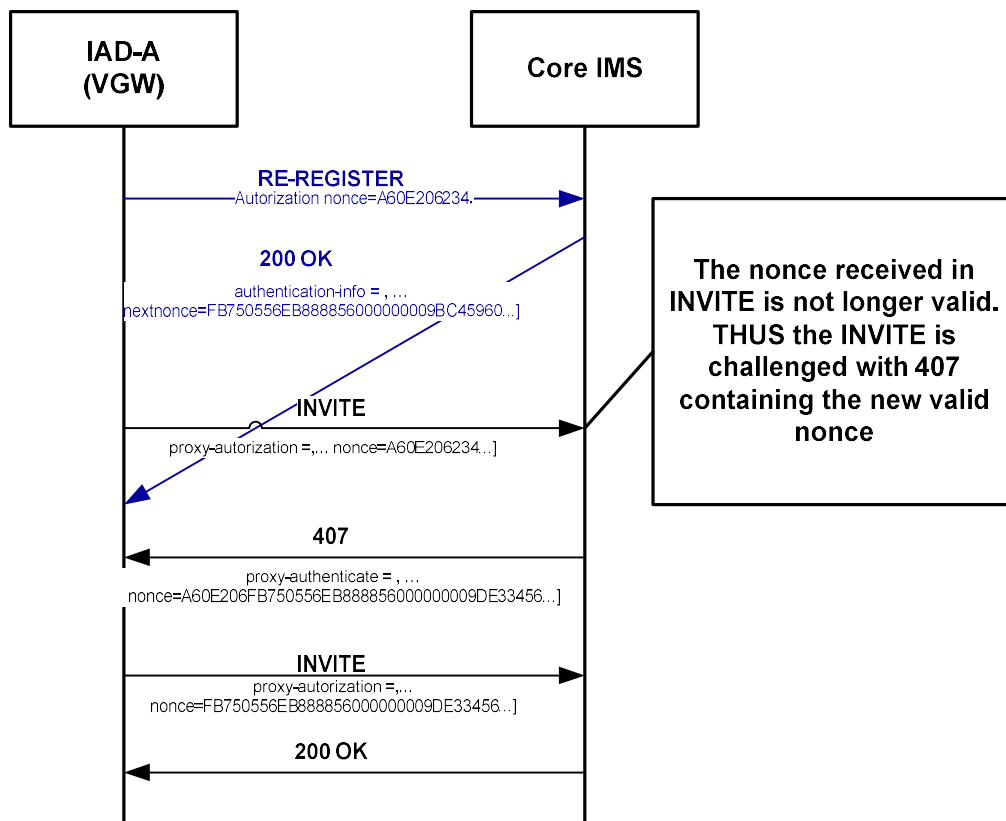 IAD-A
(VGW)
Core IMS
RE-REGISTER
Autorization nonce=A60E206234.
200 OK
authentication-info = , ...
nextnonce=FB750556EB888856000000009BC45960...]
The nonce received in
INVITE is not longer valid.
THUS the INVITE is
challenged with 407
containing the new valid
nonce
INVITE
proxy-autorization =,... nonce=A60E206234...]
407
proxy-authenticate = , ...
nonce=A60E206FB750556EB888856000000009DE33456...]
INVITE
proxy-autorization =,...
nonce=FB750556EB888856000000009DE33456...]
200 OK